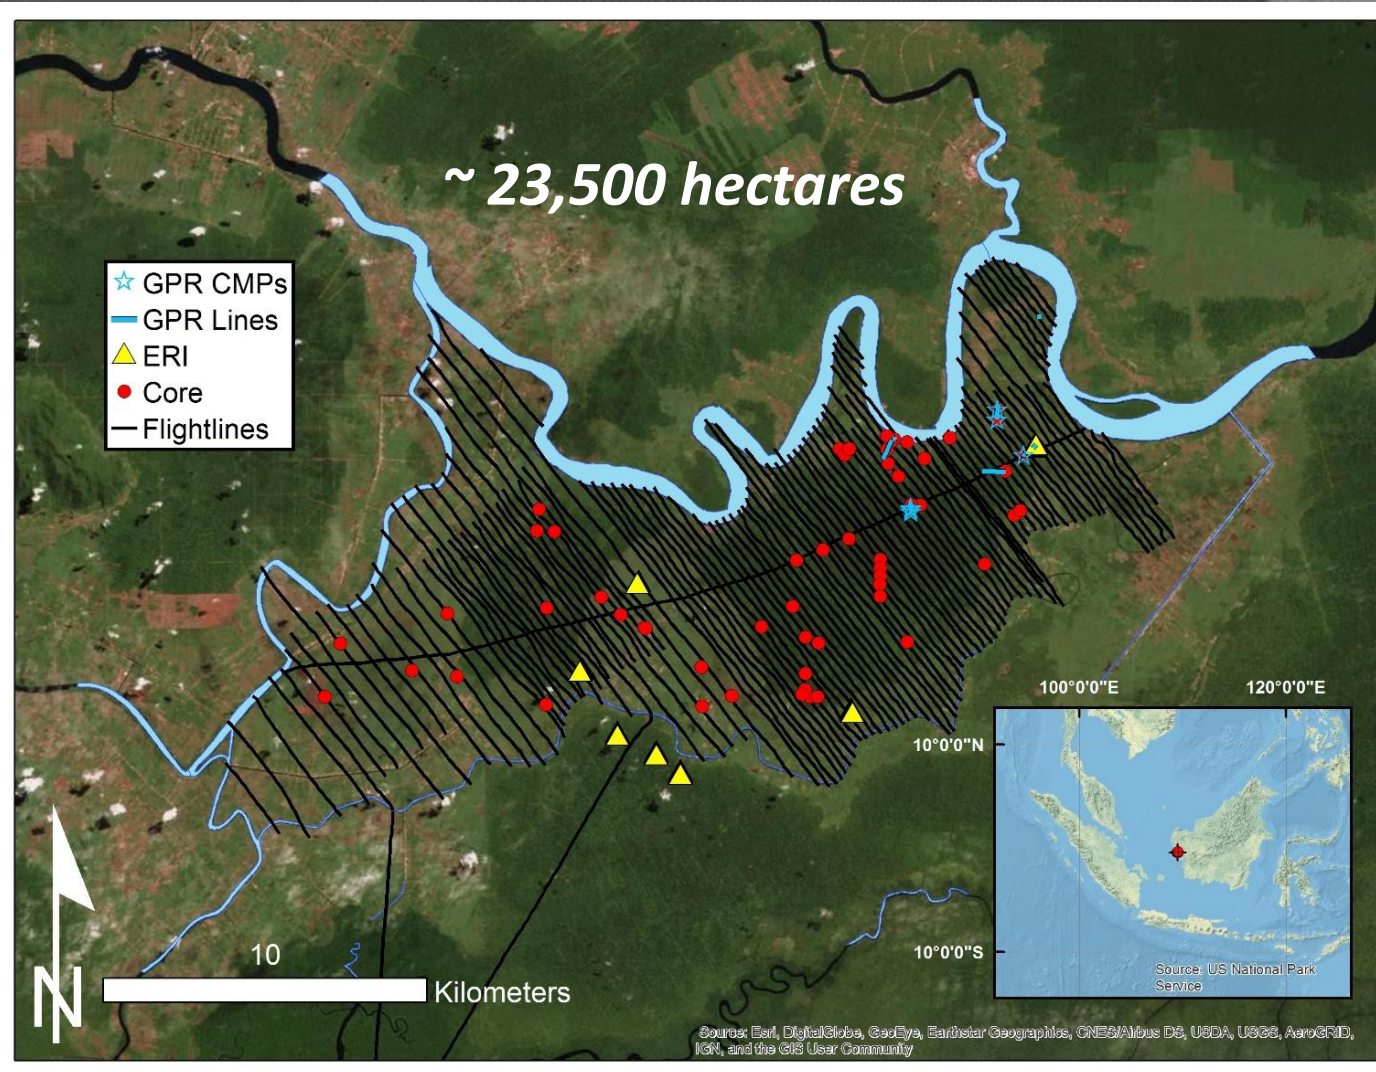 ~ 23,500 hectares
GPR CMPs
GPR Lines
ERI
Core
Flightlines
100°0'0"E
120°0'0"E
10°0'0"N
10°0'0"S
Source: US National Park
Service
10
Kilometers
N
Source: Esri, DigitalGlobe, GeoEye, Earthstar Geographics, CNES/Airbus DS, USDA, USGS, AeroGRID,
IGN, and the GIS User Community